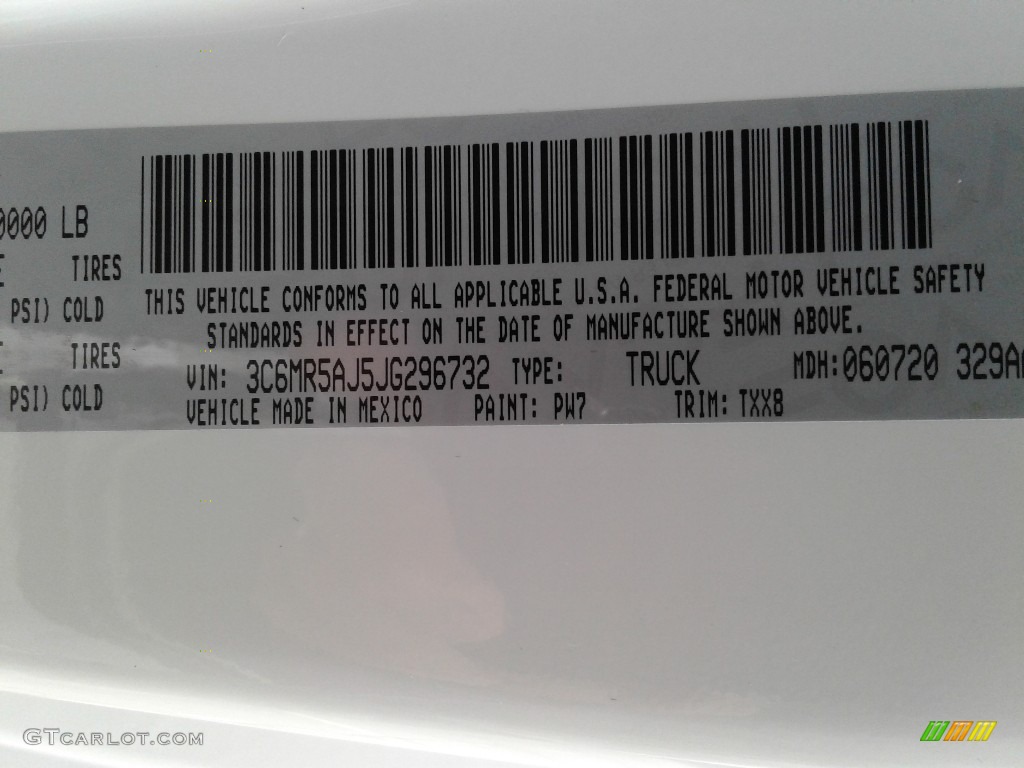 0000 LB
TIRES
PSI) COLD
TIRES
PSI) COLD
THIS VEHICLE CONFORMS TO ALL APPLICABLE U.S.A. FEDERAL MOTOR VEHICLE SAFETY
STANDARDS IN EFFECT ON THE DATE OF MANUFACTURE SHOWN ABOVE.
VIN: 3C6MR5AJ5JG296732 TYPE: TRUCK MDH:060720 329A
VEHICLE MADE IN MEXICO PAINT: PW7 TRIM: TXX8
GTCARLOT.COM